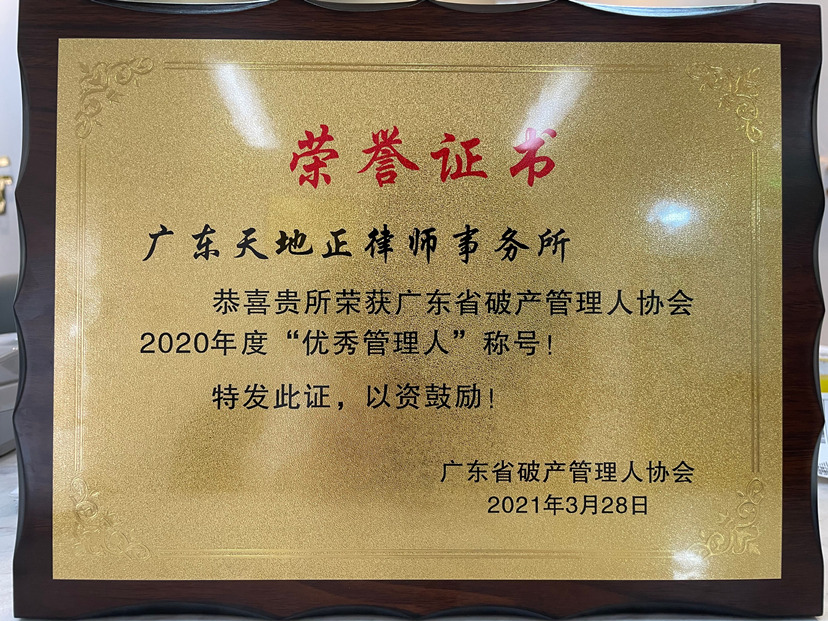 荣誉证书
广东天地正律师事务所
恭喜贵所荣获广东省破产管理人协会
2020年度“优秀管理人”称号！
特发此证，以资鼓励！
广东省破产管理人协会
2021年3月28日